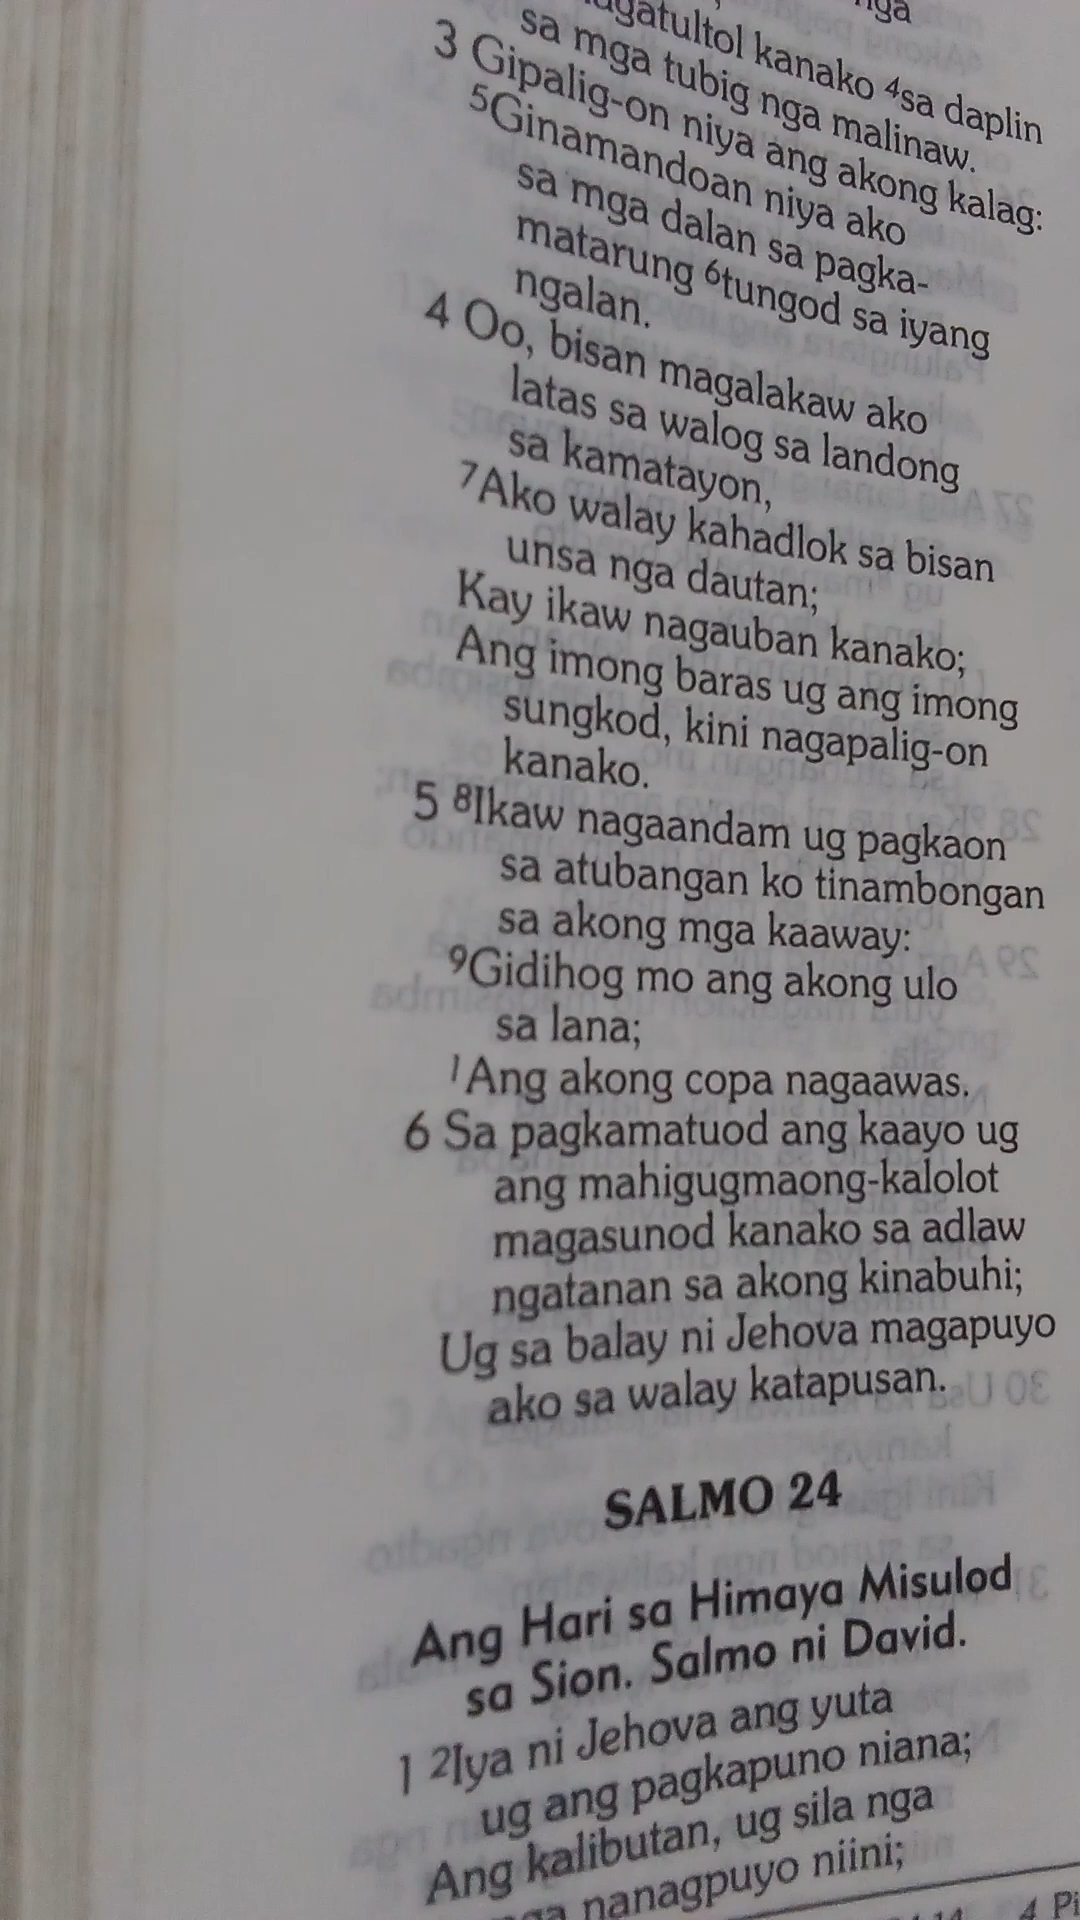 nga
sa mga tubig nga malinaw.
kanako ⁴sa daplin
3 Gipalig-on niya ang akong kalag:
⁵Ginamandoan niya ako
sa mga dalan sa pagka-
matarung ⁶tungod sa iyang
ngalan.
4 Oo, bisan magalakaw ako
latas sa walog sa landong
sa kamatayon,
⁷Ako walay kahadlok sa bisan
unsa nga dautan;
Kay ikaw nagauban kanako;
Ang imong baras ug ang imong
sungkod, kini nagapalig-on
kanako.
5 ⁸Ikaw nagaandam ug pagkaon
sa atubangan ko tinambongan
sa akong mga kaaway:
⁹Gidihog mo ang akong ulo
sa lana;
¹Ang akong copa nagaawas.
6 Sa pagkamatuod ang kaayo ug
ang mahigugmaong-kalolot
magasunod kanako sa adlaw
ngatanan sa akong kinabuhi;
Ug sa balay ni Jehova magapuyo
ako sa walay katapusan.
SALMO 24
Ang Hari sa Himaya Misulod
sa Sion. Salmo ni David.
1 ²Iya ni Jehova ang yuta
ug ang pagkapuno niana;
Ang kalibutan, ug sila nga
nanagpuyo niini;